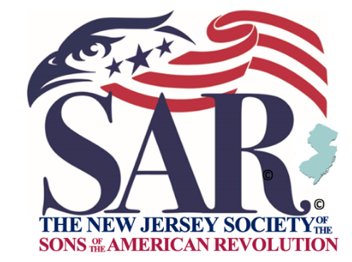 SAR
©
©
THE NEW JERSEY SOCIETY OF THE
SONS OF THE AMERICAN REVOLUTION